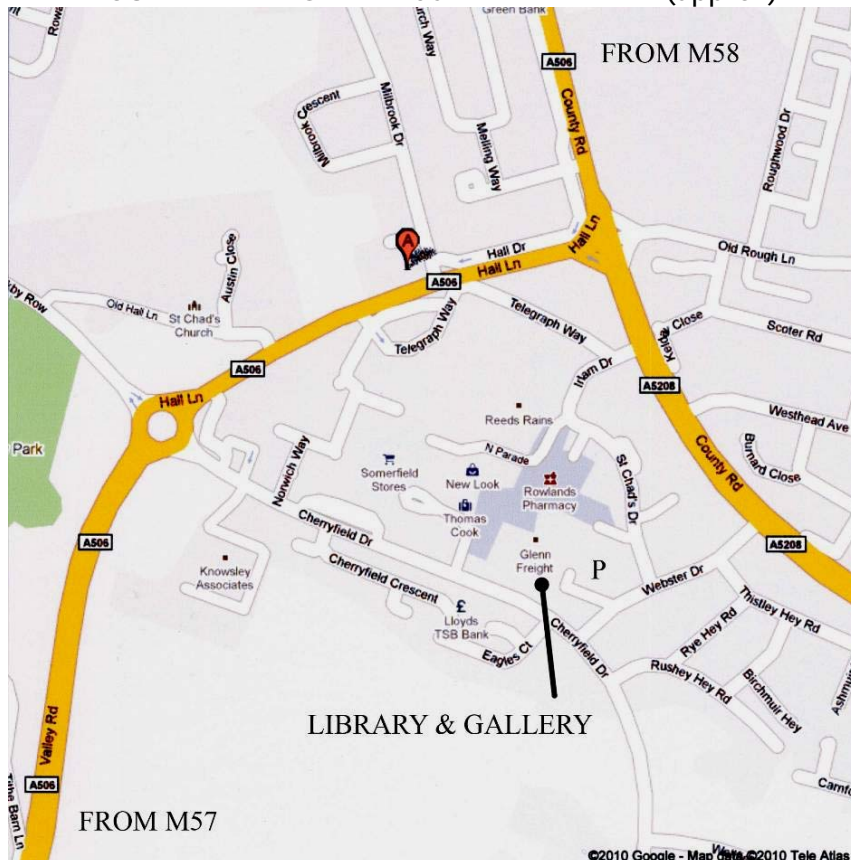 (approx)
Green Bank
A506
FROM M58
Millbrook Crescent
Millbrook Dr
Melling Way
County Rd
Roughwood Dr
A
Hall Dr
Hall Ln
Hall Ln
Old Rough Ln
Austin Close
A506
Old Hall Ln
St Chad's
Church
Telegraph Way
Telegraph Way
Scoter Rd
Irlam Dr
A506
Hall Ln
A5208
Park
Reeds Rains
Westhead Ave
Burnard Close
N Parade
Norwich Way
Somerfield
Stores
New Look
Rowlands
Pharmacy
St Chad's Dr
County Rd
Thomas
Cook
Cherryfield Dr
A506
Glenn
Freight
A5208
Knowsley
Associates
P
Cherryfield Crescent
Webster Dr
Thistley Hey Rd
Lloyds
TSB Bank
Eagles Ct
Cherryfield Dr
Rye Hey Rd
Rushey Hey Rd
Birchmuir Hey
LIBRARY & GALLERY
Valley Rd
A506
FROM M57
©2010 Google - Map data ©2010 Tele Atlas